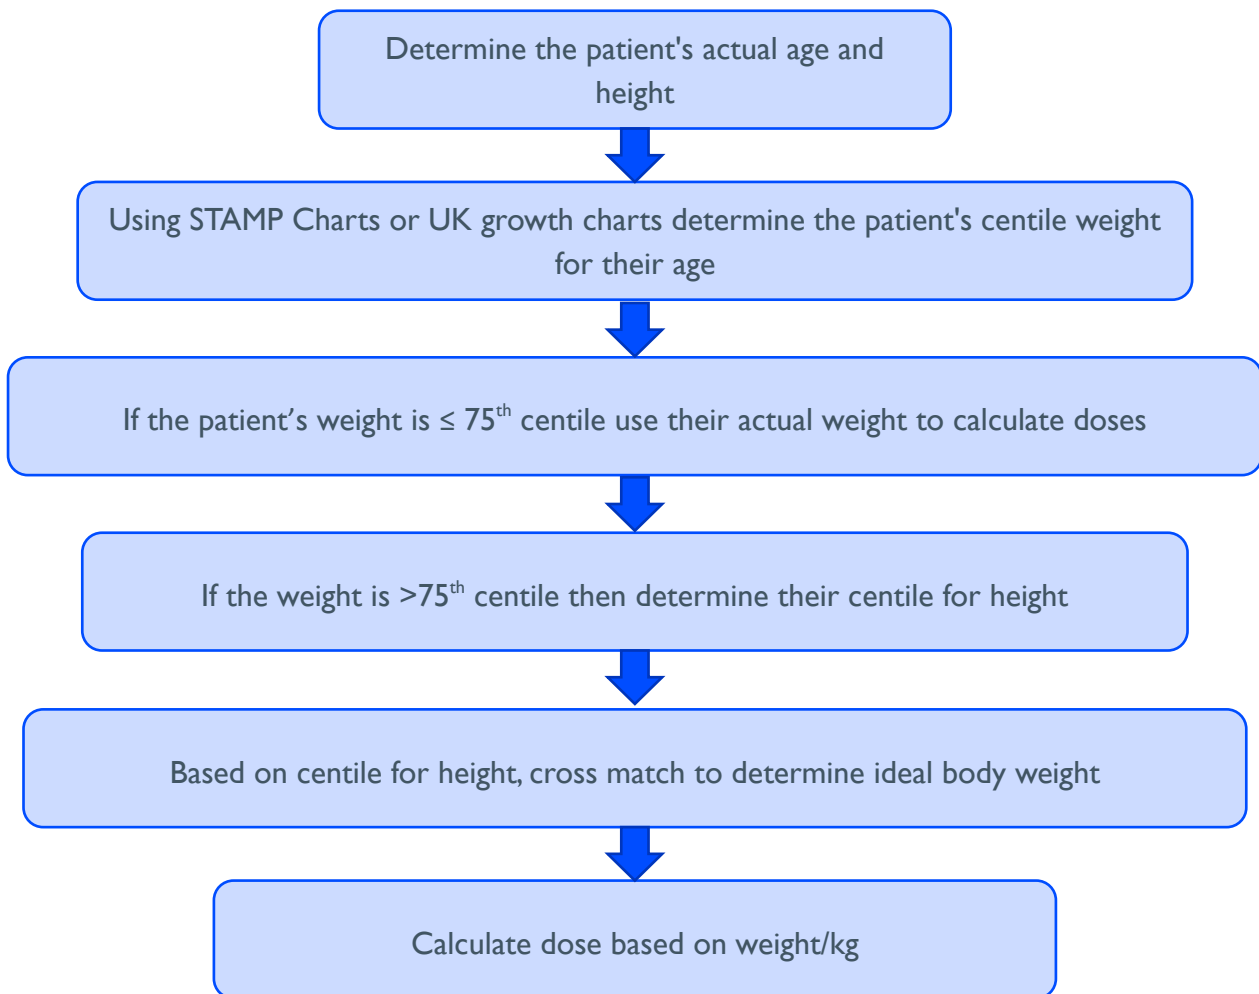 Determine the patient's actual age and
height
Using STAMP Charts or UK growth charts determine the patient's centile weight
for their age
If the patient’s weight is ≤ 75th centile use their actual weight to calculate doses
If the weight is >75th centile then determine their centile for height
Based on centile for height, cross match to determine ideal body weight
Calculate dose based on weight/kg